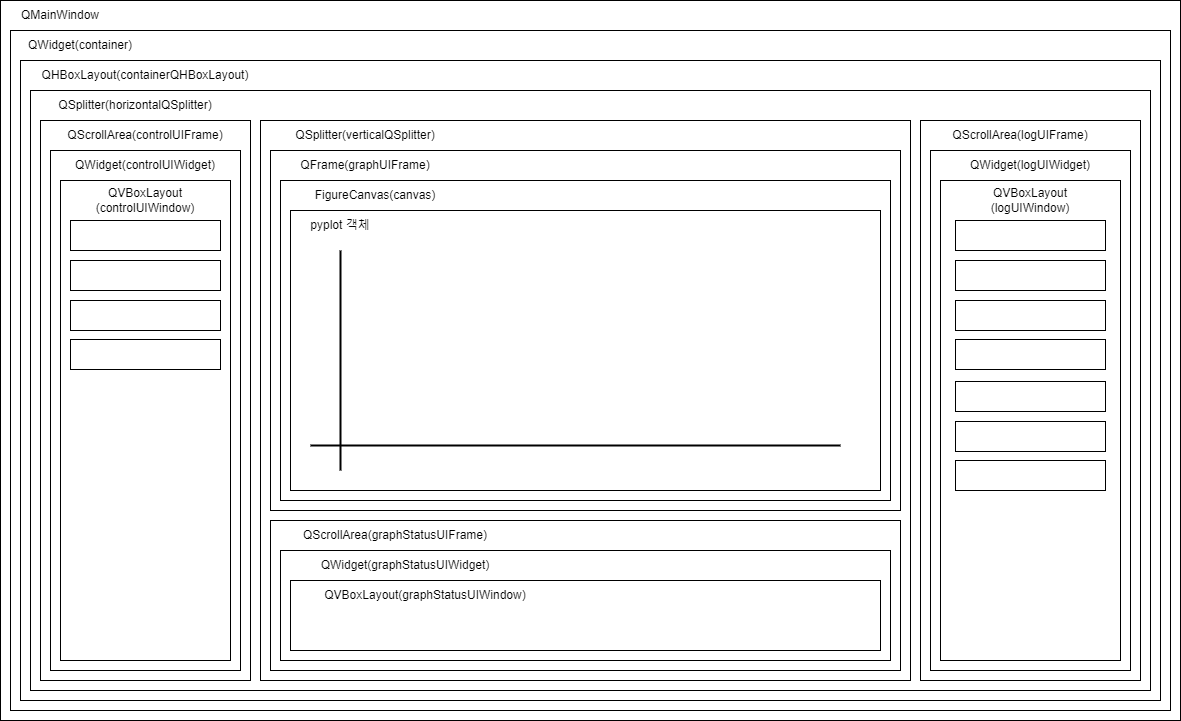 QMainWindow
QWidget(container)
QHBoxLayout(containerQHBoxLayout)
QSplitter(horizontalQSplitter)
QScrollArea(controlUIFrame)
QWidget(controlUIWidget)
QVBoxLayout
(controlUIWindow)
QSplitter(verticalQSplitter)
QFrame(graphUIFrame)
FigureCanvas(canvas)
pyplot 객체
QScrollArea(graphStatusUIFrame)
QWidget(graphStatusUIWidget)
QVBoxLayout(graphStatusUIWindow)
QScrollArea(logUIFrame)
QWidget(logUIWidget)
QVBoxLayout
(logUIWindow)